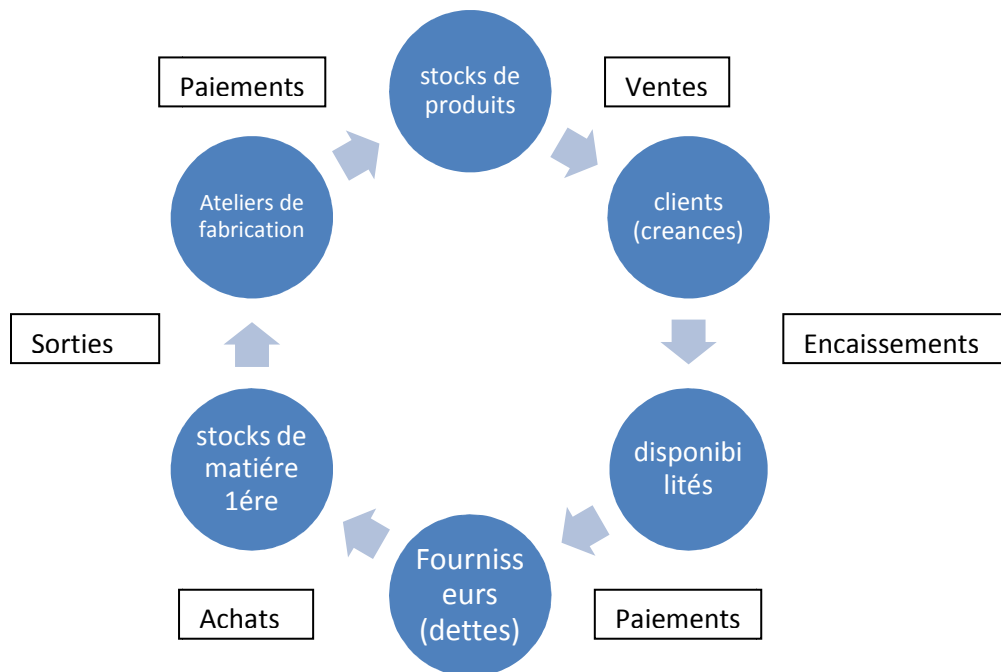 Paiements
stocks de
produits
Ventes
Ateliers de
fabrication
clients
(creances)
Sorties
Encaissements
stocks de
matiére
1ére
disponibi
lités
Fourniss
eurs
(dettes)
Achats
Paiements